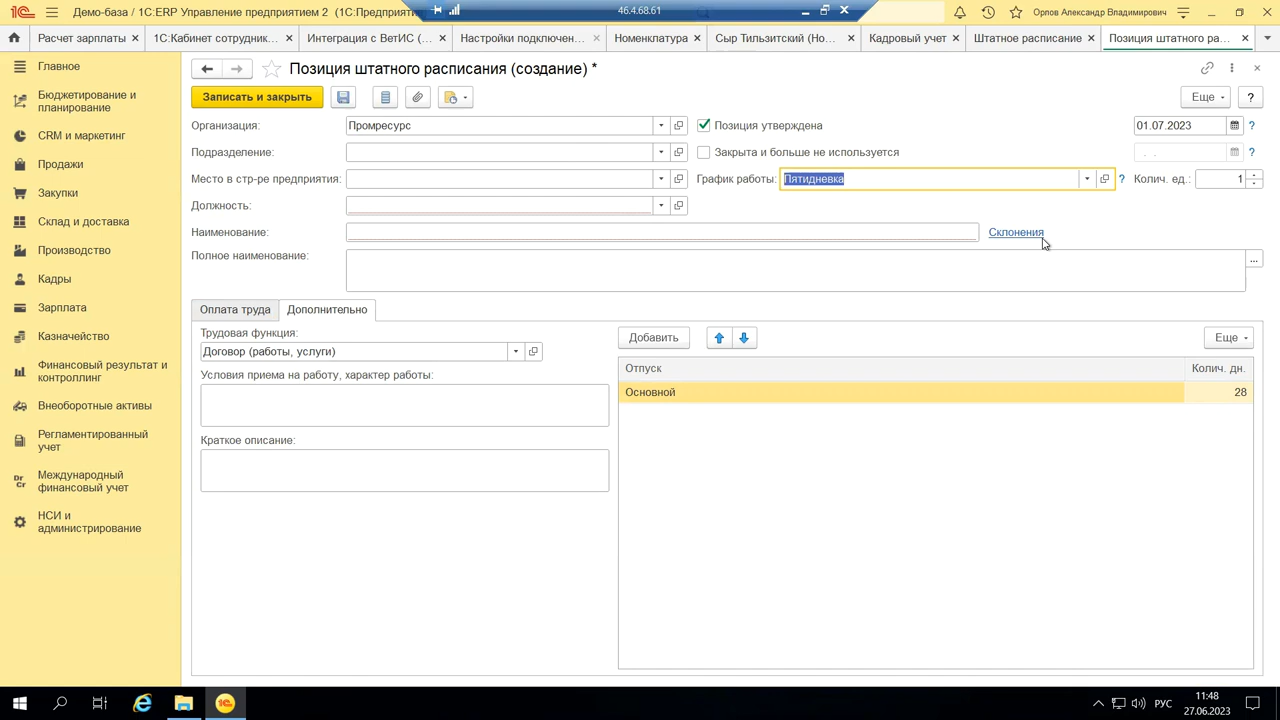 Демо-база / 1С:ERP Управление предприятием 2 (1С:Предприяти
46.4.68.61
Орлов Александр Владимирович
Расчет зарплаты
1С:Кабинет сотрудник...
Интеграция с ВетИС (...
Настройки подключен...
Номенклатура
Сыр Тильзитский (Но...
Кадровый учет
Штатное расписание
Позиция штатного ра...
Главное
Бюджетирование и
планирование
CRM и маркетинг
Продажи
Закупки
Склад и доставка
Производство
Кадры
Зарплата
Казначейство
Финансовый результат и
контроллинг
Внеоборотные активы
Регламентированный
учет
Международный
финансовый учет
НСИ и
администрирование
Позиция штатного расписания (создание) *
Записать и закрыть
Еще
?
Организация:
Промресурс
Позиция утверждена
01.07.2023
?
Подразделение:
Закрыта и больше не используется
. .
?
Место в стр-ре предприятия:
График работы:
Пятидневка
?
Колич. ед.:
1
Должность:
Наименование:
Склонения
Полное наименование:
...
Оплата труда
Дополнительно
Трудовая функция:
Договор (работы, услуги)
Условия приема на работу, характер работы:
Краткое описание:
Добавить
Еще
Отпуск
Колич. дн.
Основной
28
РУС
11:48
27.06.2023